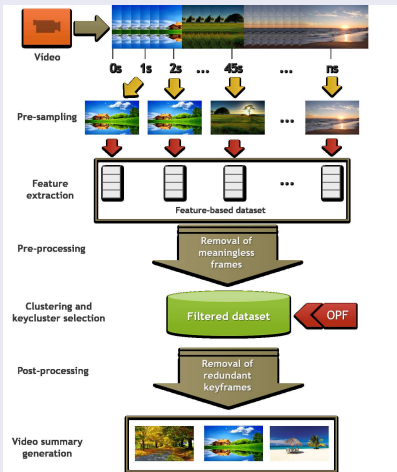 Vídeo
0s 1s 2s ... 45s ... ns
Pre-sampling
...
Feature
extraction
...
Feature-based dataset
Pre-processing
Removal of
meaningless
frames
Clustering and
keycluster selection
Filtered dataset
OPF
Post-processing
Removal of
redundant
keyframes
Video summary
generation